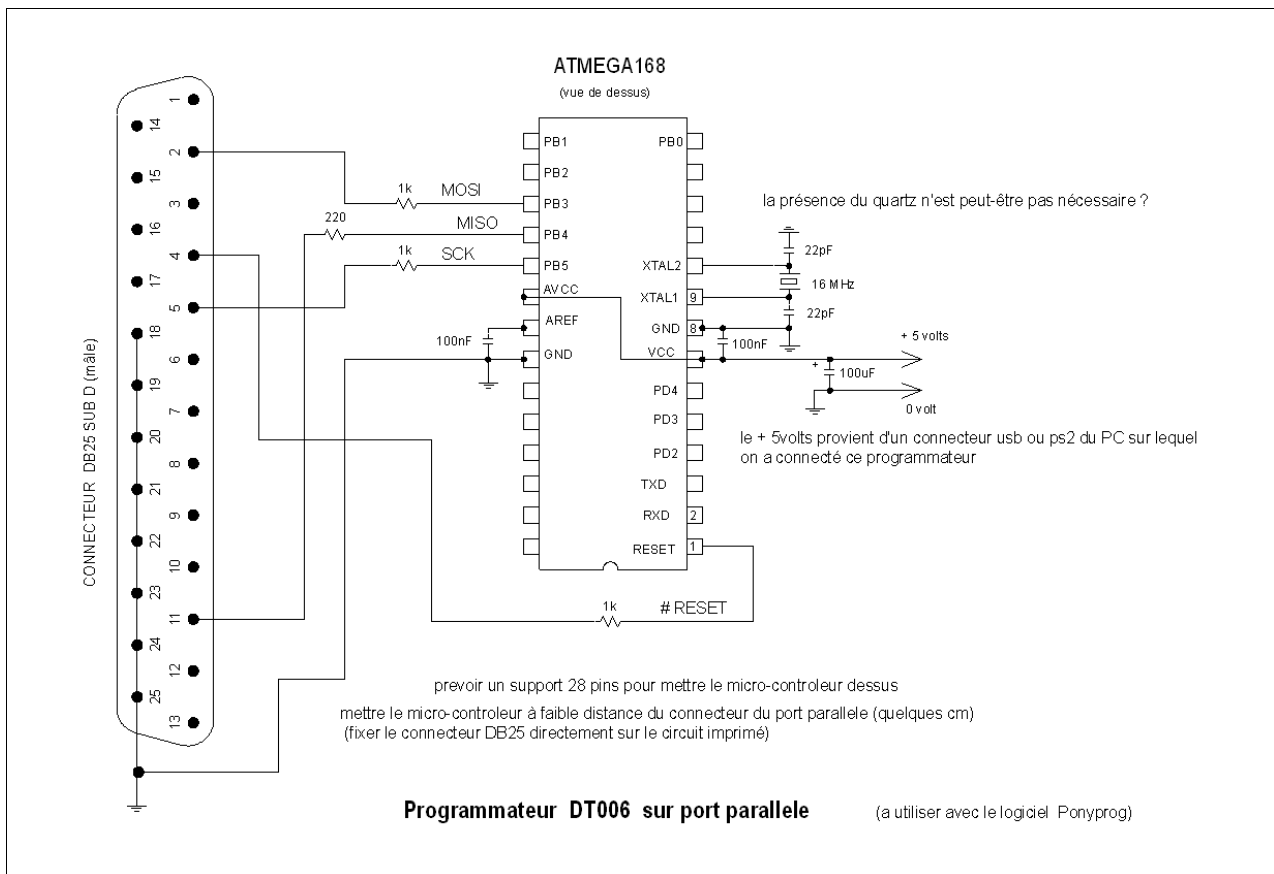 ATMEGA168
(vue de dessus)
CONNECTEUR DB25 SUB D (mâle)
1
14
2
15
3
16
4
17
5
18
6
19
7
20
8
21
9
22
10
23
11
24
12
25
13
1k
MOSI
220
MISO
1k
SCK
100nF
PB1
PB2
PB3
PB4
PB5
AVCC
AREF
GND
PB0
XTAL2
XTAL1
9
GND
8
VCC
PD4
PD3
PD2
TXD
RXD
2
RESET
1
la présence du quartz n'est peut-être pas nécessaire ?
22pF
16 MHz
22pF
100nF
+ 5 volts
+
100uF
0 volt
le + 5volts provient d'un connecteur usb ou ps2 du PC sur lequel
on a connecté ce programmateur
1k
# RESET
prevoir un support 28 pins pour mettre le micro-controleur dessus
mettre le micro-controleur à faible distance du connecteur du port parallele (quelques cm)
(fixer le connecteur DB25 directement sur le circuit imprimé)
Programmateur DT006 sur port parallele
(a utiliser avec le logiciel Ponyprog)